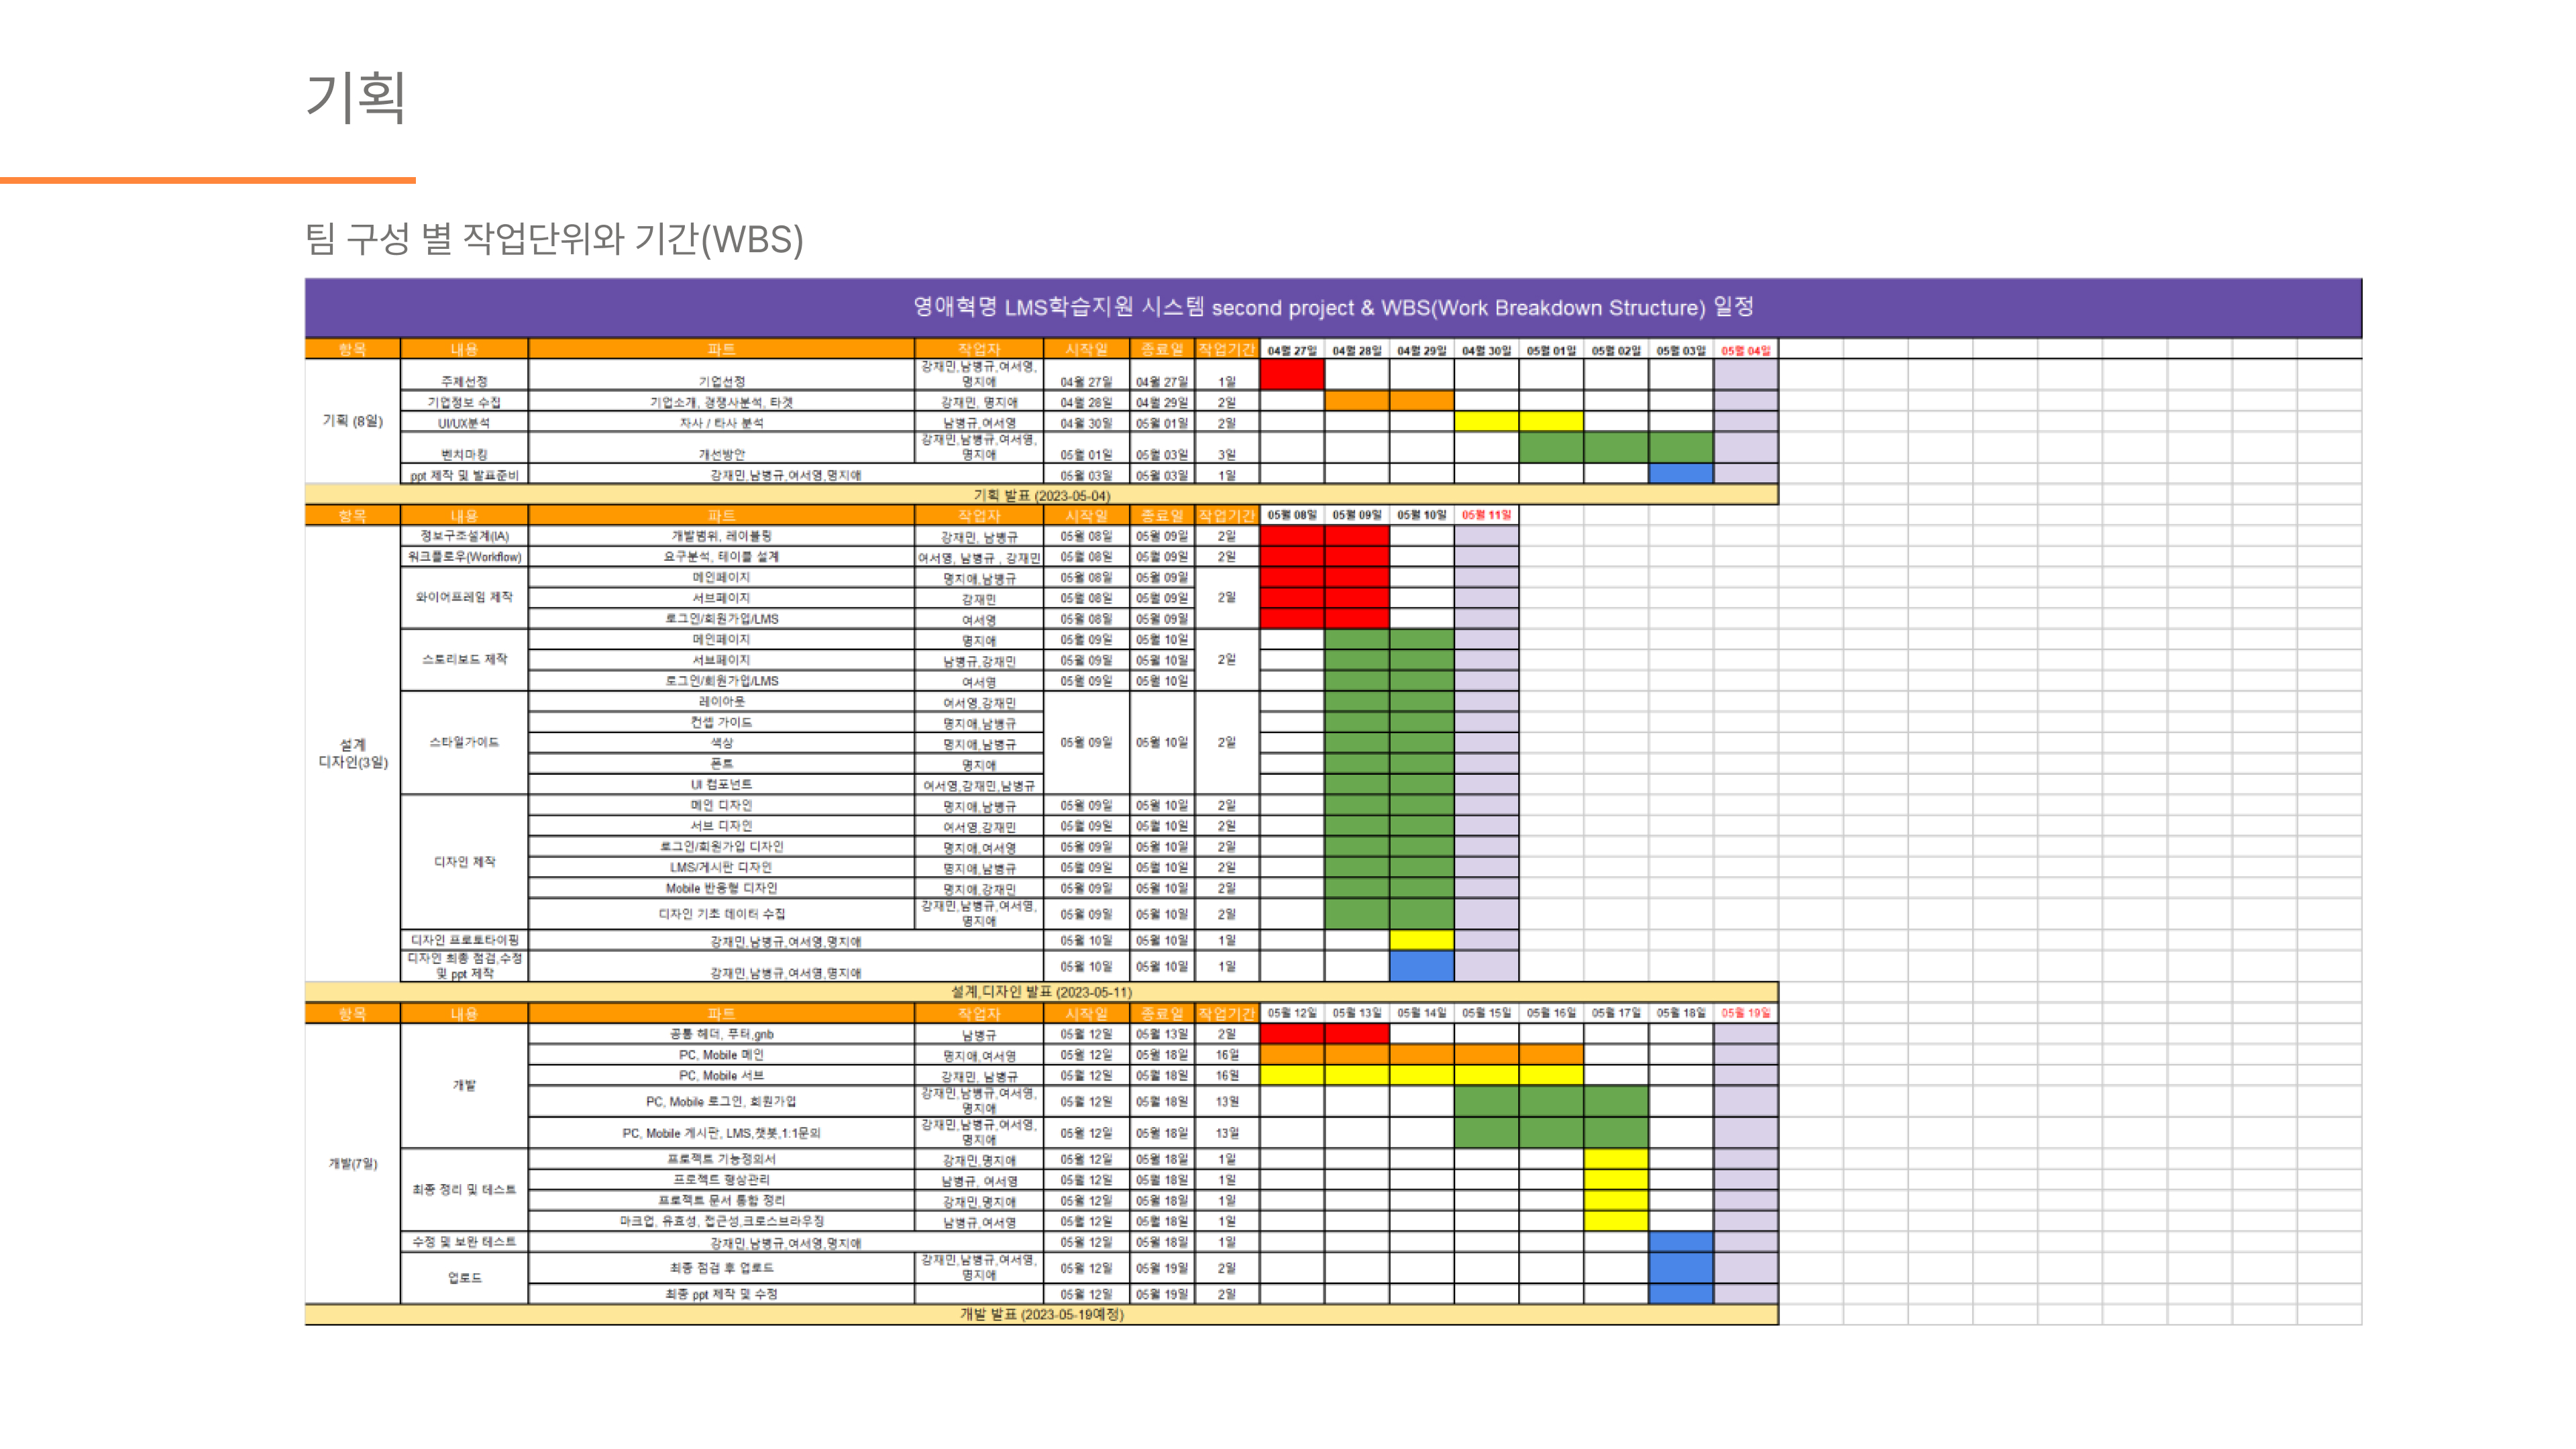 기획
팀 구성 별 작업단위와 기간(WBS)
영애혁명 LMS학습지원 시스템 second project & WBS(Work Breakdown Structure) 일정
항목 내용 파트 작업자 시작일 종료일 작업기간 04월 27일 04월 28일 04월 29일 04월 30일 05월 01일 05월 02일 05월 03일 05월 04일
기획 (8일)
주제선정 기업선정 강재민,남병규,여서영,명지애 04월 27일 04월 27일 1일
기업정보 수집 기업소개, 경쟁사분석, 타겟 강재민, 명지애 04월 28일 04월 29일 2일
UI/UX분석 자사 / 타사 분석 남병규,여서영 04월 30일 05월 01일 2일
벤치마킹 개선방안 강재민,남병규,여서영,명지애 05월 01일 05월 03일 3일
ppt 제작 및 발표준비 강재민,남병규,여서영,명지애 05월 03일 05월 03일 1일
기획 발표 (2023-05-04)
항목 내용 파트 작업자 시작일 종료일 작업기간 05월 08일 05월 09일 05월 10일 05월 11일
설계
디자인(3일)
정보구조설계(IA) 개발범위, 레이블링 강재민, 남병규 05월 08일 05월 09일 2일
워크플로우(Workflow) 요구분석, 테이블 설계 여서영, 남병규 , 강재민 05월 08일 05월 09일 2일
와이어프레임 제작 메인페이지 명지애,남병규 05월 08일 05월 09일 2일
서브페이지 강재민 05월 08일 05월 09일
로그인/회원가입/LMS 여서영 05월 08일 05월 09일
스토리보드 제작 메인페이지 명지애 05월 09일 05월 10일 2일
서브페이지 남병규,강재민 05월 09일 05월 10일
로그인/회원가입/LMS 여서영 05월 09일 05월 10일
스타일가이드 레이아웃 여서영,강재민 05월 09일 05월 10일 2일
컨셉 가이드 명지애,남병규
색상 명지애,남병규
폰트 명지애
UI 컴포넌트 여서영,강재민,남병규
디자인 제작 메인 디자인 명지애,남병규 05월 09일 05월 10일 2일
서브 디자인 여서영,강재민 05월 09일 05월 10일 2일
로그인/회원가입 디자인 명지애,여서영 05월 09일 05월 10일 2일
LMS/게시판 디자인 명지애,남병규 05월 09일 05월 10일 2일
Mobile 반응형 디자인 명지애,강재민 05월 09일 05월 10일 2일
디자인 기초 데이터 수집 강재민,남병규,여서영,명지애 05월 09일 05월 10일 2일
디자인 프로토타이핑 강재민,남병규,여서영,명지애 05월 10일 05월 10일 1일
디자인 최종 점검,수정 및 ppt 제작 강재민,남병규,여서영,명지애 05월 10일 05월 10일 1일
설계,디자인 발표 (2023-05-11)
항목 내용 파트 작업자 시작일 종료일 작업기간 05월 12일 05월 13일 05월 14일 05월 15일 05월 16일 05월 17일 05월 18일 05월 19일
개발(7일)
개발 공통 헤더, 푸터,gnb 남병규 05월 12일 05월 13일 2일
PC, Mobile 메인 명지애,여서영 05월 12일 05월 18일 16일
PC, Mobile 서브 강재민, 남병규 05월 12일 05월 18일 16일
PC, Mobile 로그인, 회원가입 강재민,남병규,여서영,명지애 05월 12일 05월 18일 13일
PC, Mobile 게시판, LMS,챗봇,1:1문의 강재민,남병규,여서영,명지애 05월 12일 05월 18일 13일
최종 정리 및 테스트 프로젝트 기능정의서 강재민,명지애 05월 12일 05월 18일 1일
프로젝트 형상관리 남병규, 여서영 05월 12일 05월 18일 1일
프로젝트 문서 통합 정리 강재민,명지애 05월 12일 05월 18일 1일
마크업, 유효성, 접근성,크로스브라우징 남병규,여서영 05월 12일 05월 18일 1일
수정 및 보완 테스트 강재민,남병규,여서영,명지애 05월 12일 05월 18일 1일
업로드 최종 점검 후 업로드 강재민,남병규,여서영,명지애 05월 12일 05월 19일 2일
최종 ppt 제작 및 수정 05월 12일 05월 19일 2일
개발 발표 (2023-05-19예정)